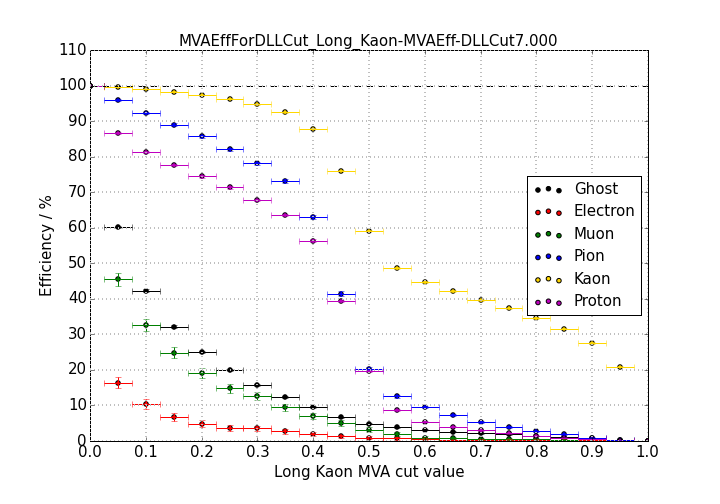 MVAEffForDLLCut_Long_Kaon-MVAEff-DLLCut7.000
Efficiency / %
110
100
90
80
70
60
50
40
30
20
10
0
Ghost
Electron
Muon
Pion
Kaon
Proton
0.0 0.1 0.2 0.3 0.4 0.5 0.6 0.7 0.8 0.9 1.0
Long Kaon MVA cut value